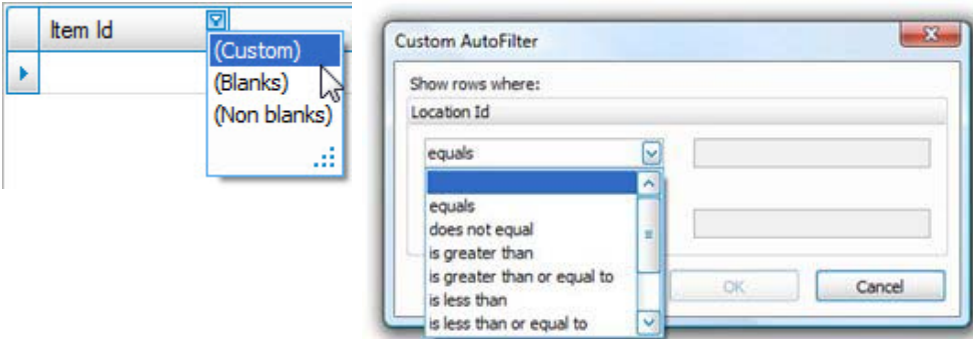 Item Id
(Custom)
(Blanks)
(Non blanks)
Custom AutoFilter
Show rows where:
Location Id
equals
equals
does not equal
is greater than
is greater than or equal to
is less than
is less than or equal to
OK
Cancel